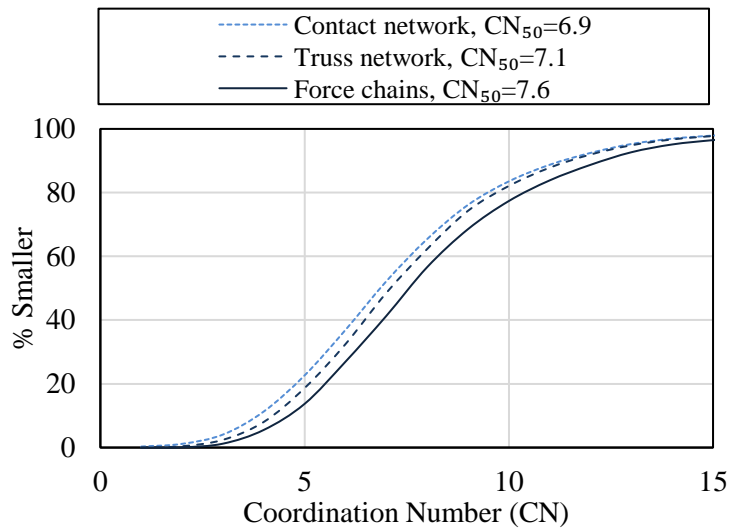 Contact network, CN₅₀=6.9
Truss network, CN₅₀=7.1
Force chains, CN₅₀=7.6
100
80
60
40
20
0
% Smaller
0 5 10 15
Coordination Number (CN)